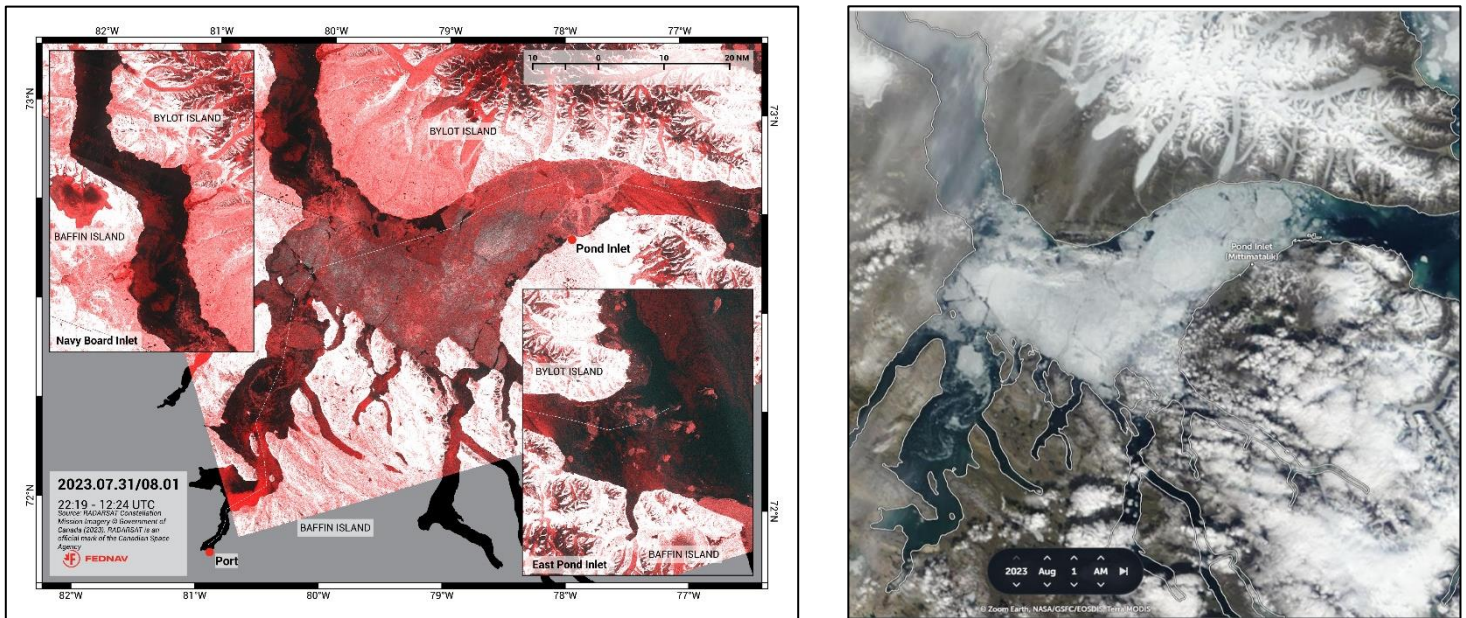 82°W
81°W
80°W
79°W
78°W
77°W
10 0 10 20 NM
73°N
73°N
BYLOT ISLAND
BYLOT ISLAND
BAFFIN ISLAND
Navy Board Inlet
Pond Inlet
BYLOT ISLAND
BAFFIN ISLAND
East Pond Inlet
72°N
72°N
2023.07.31/08.01
22:19 - 12:24 UTC
Source: RADARSAT Constellation
Mission Imagery © Government of
Canada (2023). RADARSAT is an
official mark of the Canadian Space
Agency
FEDNAV
Port
BAFFIN ISLAND
82°W
81°W
80°W
79°W
78°W
77°W
Pond Inlet
(Mittimatalik)
2023 Aug 1 AM
© Zoom Earth, NASA/GSFC/EOSDIS, Terra MODIS